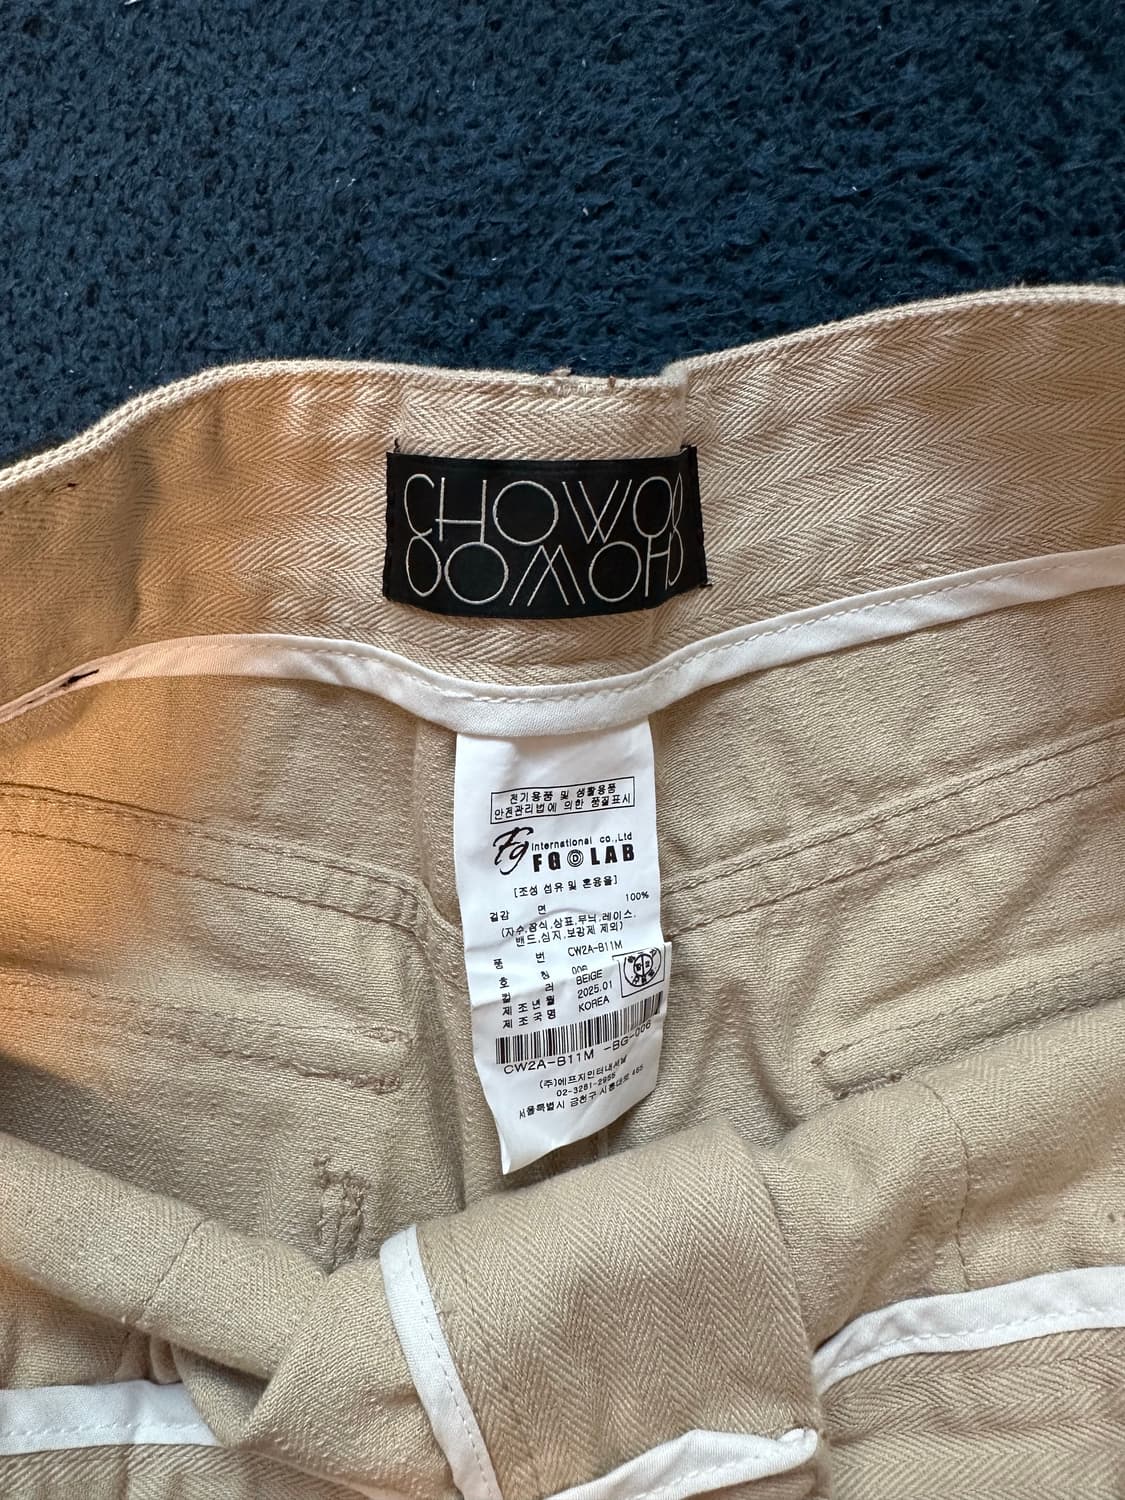 CHOWOO
CHOWOO
전기용품 및 생활용품
안전관리법에 의한 품질표시
Fg International co.,Ltd
FG LAB
[조성 섬유 및 혼용율]
겉감 면 100%
(자수,장식,상표,무늬,레이스,
밴드,심지,보강제 제외)
품 번 CW2A-B11M
호 칭 006
컬 러 BEIGE
제 조 년 월 2025.01
제 조 국 명 KOREA
CW2A-B11M -BG-006
(주)에프지인터내셔날
02-3281-2955
서울특별시 금천구 시흥대로 465